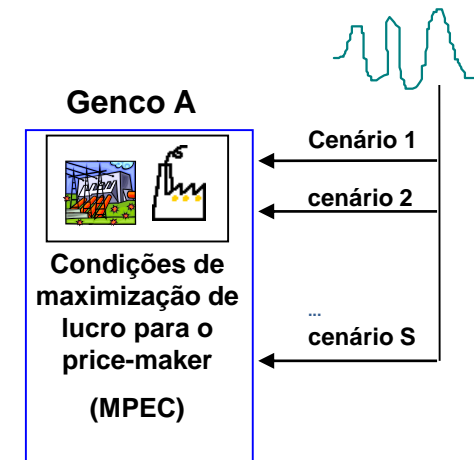 Genco A
Cenário 1
cenário 2
Condições de
maximização de
lucro para o
price-maker
(MPEC)
...
cenário S